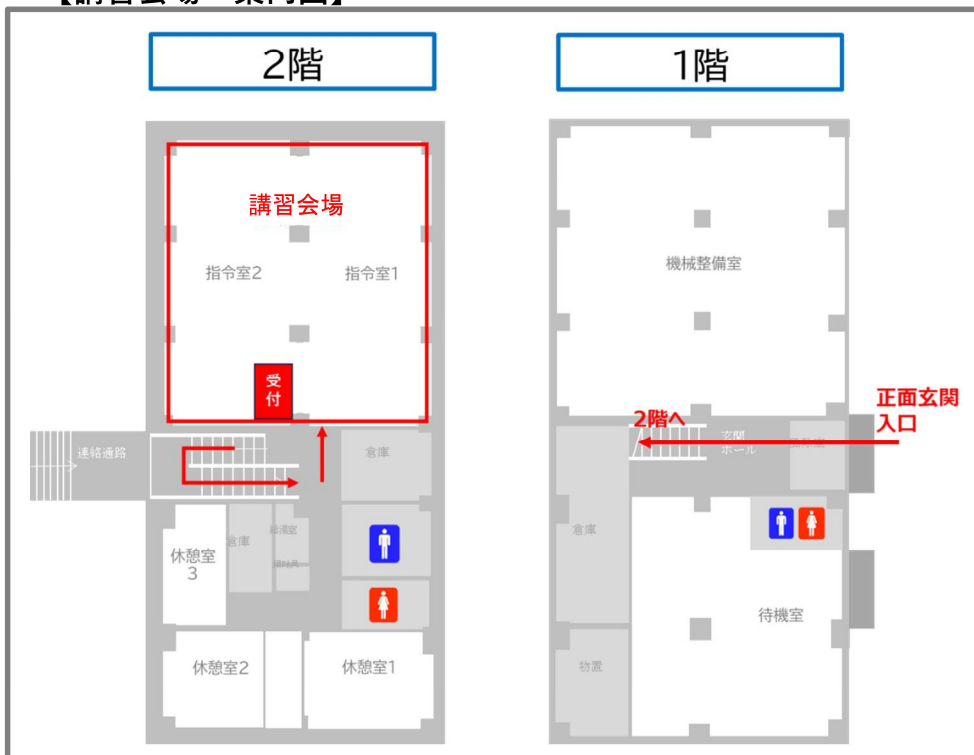 2階
1階
講習会場
指令室2
指令室1
機械整備室
受付
正面玄関
入口
2階へ
玄関
ホール
連絡通路
倉庫
倉庫
給湯室
休憩室
3
倉庫
待機室
休憩室2
休憩室1
物置